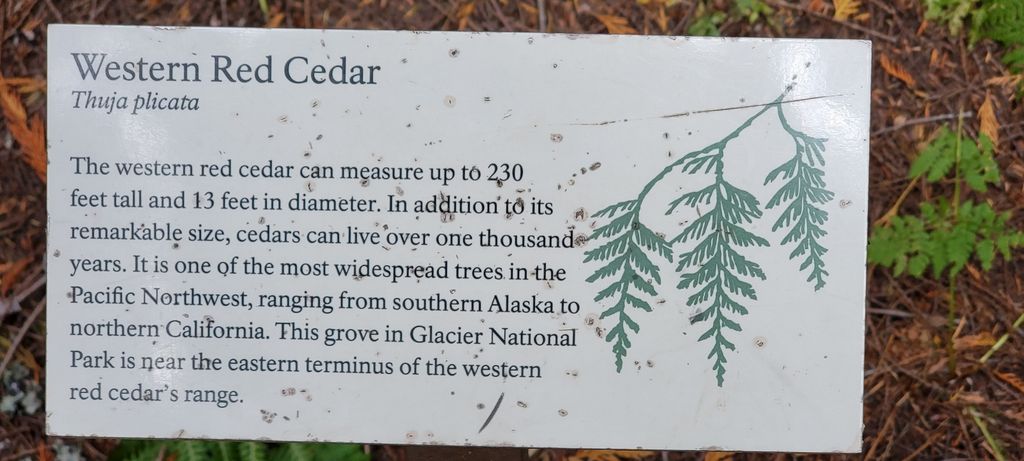 Western Red Cedar
Thuja plicata
The western red cedar can measure up to 230
feet tall and 13 feet in diameter. In addition to its
remarkable size, cedars can live over one thousand
years. It is one of the most widespread trees in the
Pacific Northwest, ranging from southern Alaska to
northern California. This grove in Glacier National
Park is near the eastern terminus of the western
red cedar's range.